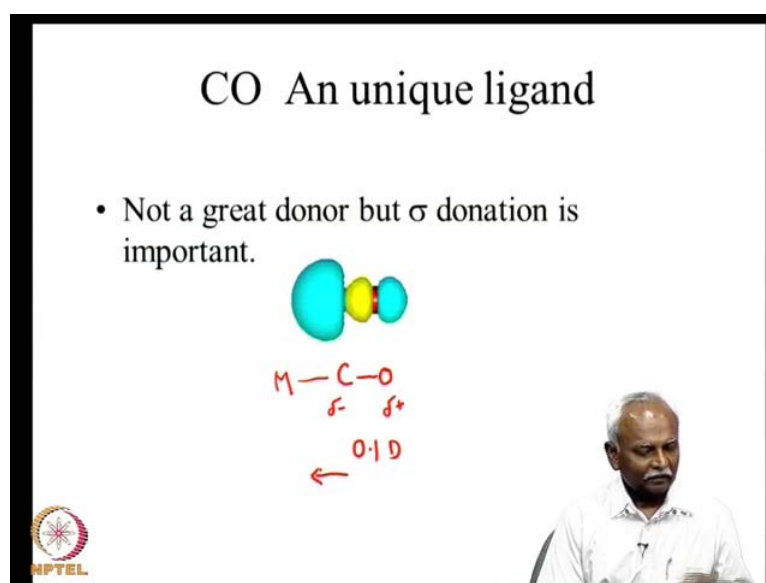 CO An unique ligand
• Not a great donor but σ donation is
important.
M — C — O
δ- δ+
0.1 D
←
NPTEL